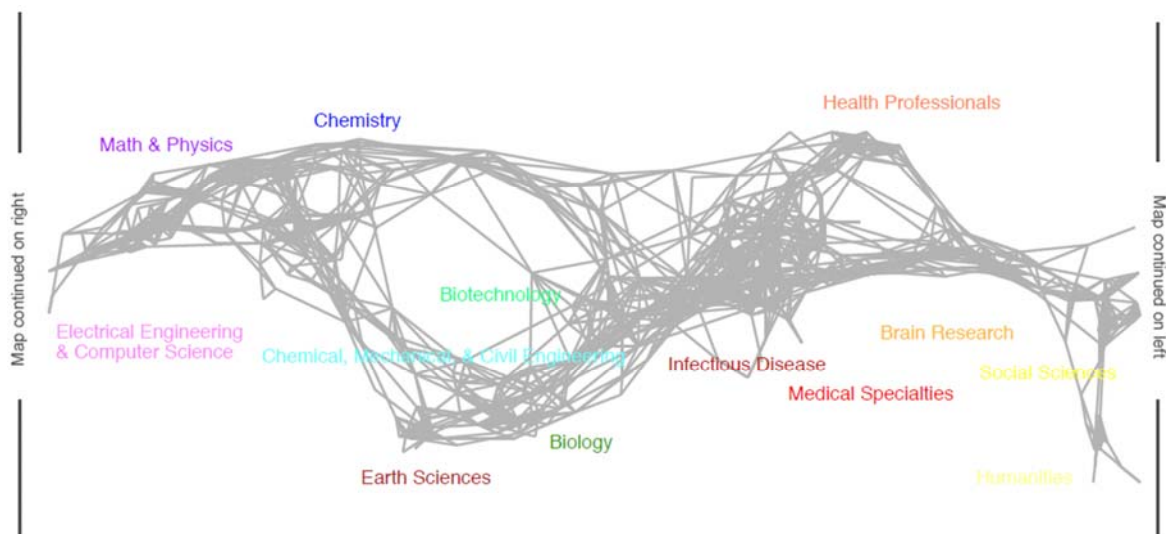 Health Professionals
Chemistry
Math & Physics
Map continued on right
Map continued on left
Biotechnology
Electrical Engineering
& Computer Science
Brain Research
Chemical, Mechanical, & Civil Engineering
Infectious Disease
Social Sciences
Medical Specialties
Biology
Earth Sciences
Humanities